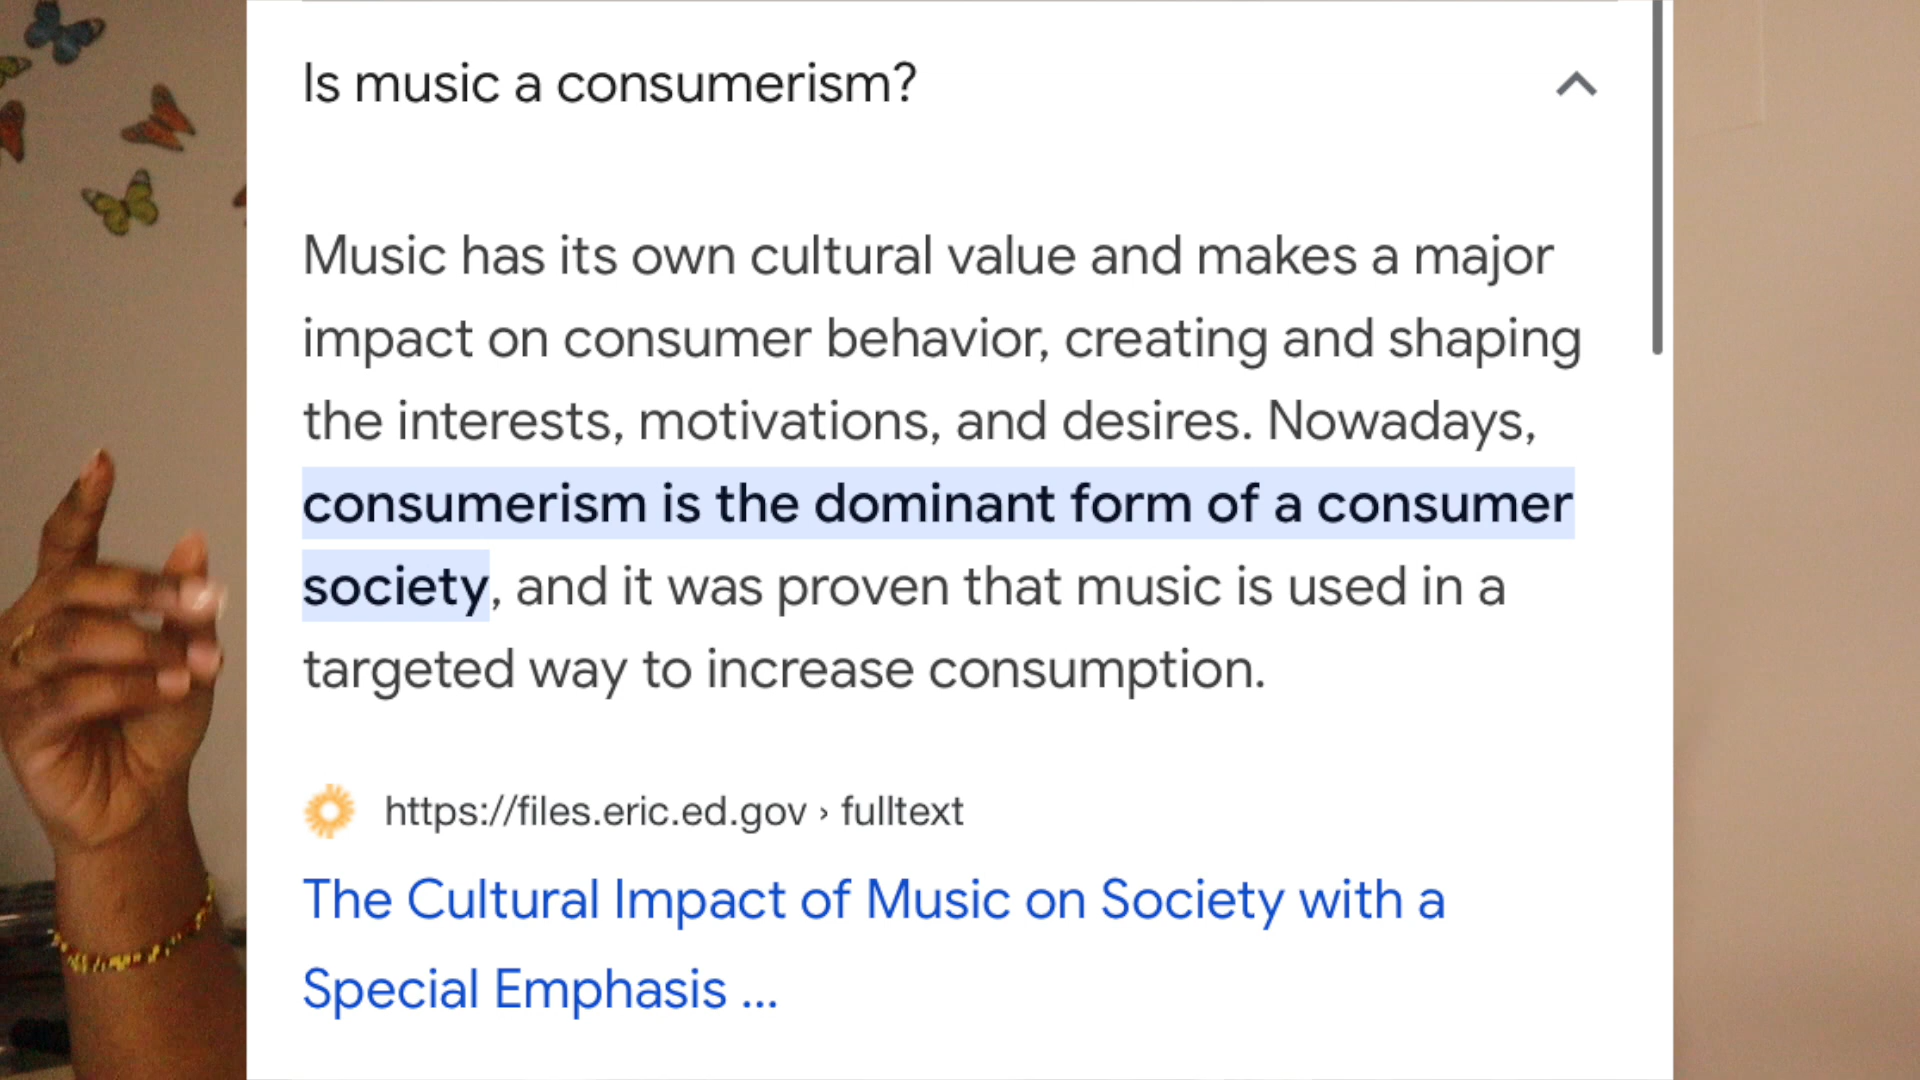 Is music a consumerism?
Music has its own cultural value and makes a major
impact on consumer behavior, creating and shaping
the interests, motivations, and desires. Nowadays,
consumerism is the dominant form of a consumer
society, and it was proven that music is used in a
targeted way to increase consumption.
https://files.eric.ed.gov › fulltext
The Cultural Impact of Music on Society with a
Special Emphasis ...